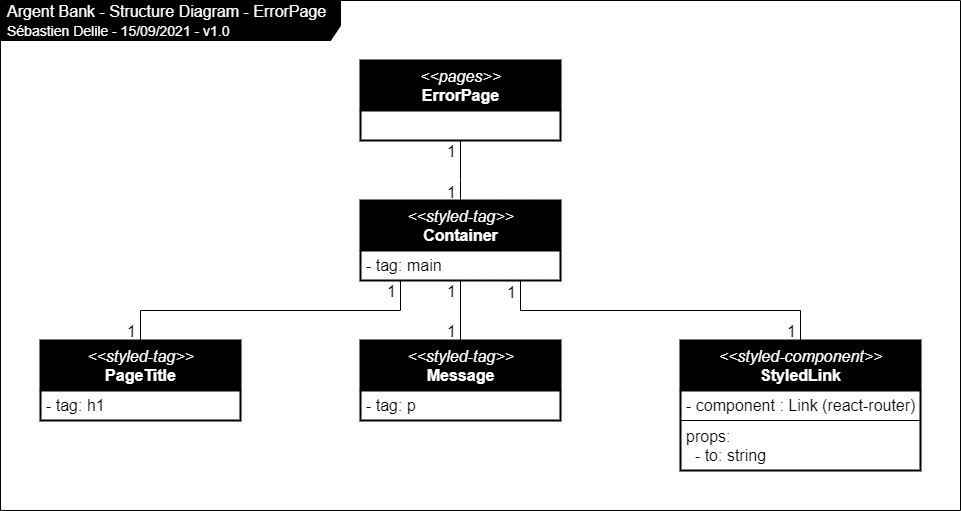 Argent Bank - Structure Diagram - ErrorPage
Sébastien Delile - 15/09/2021 - v1.0
<<pages>>
ErrorPage
1
1
<<styled-tag>>
Container
- tag: main
1
1
1
1
1
1
<<styled-tag>>
PageTitle
- tag: h1
<<styled-tag>>
Message
- tag: p
<<styled-component>>
StyledLink
- component : Link (react-router)
props:
- to: string